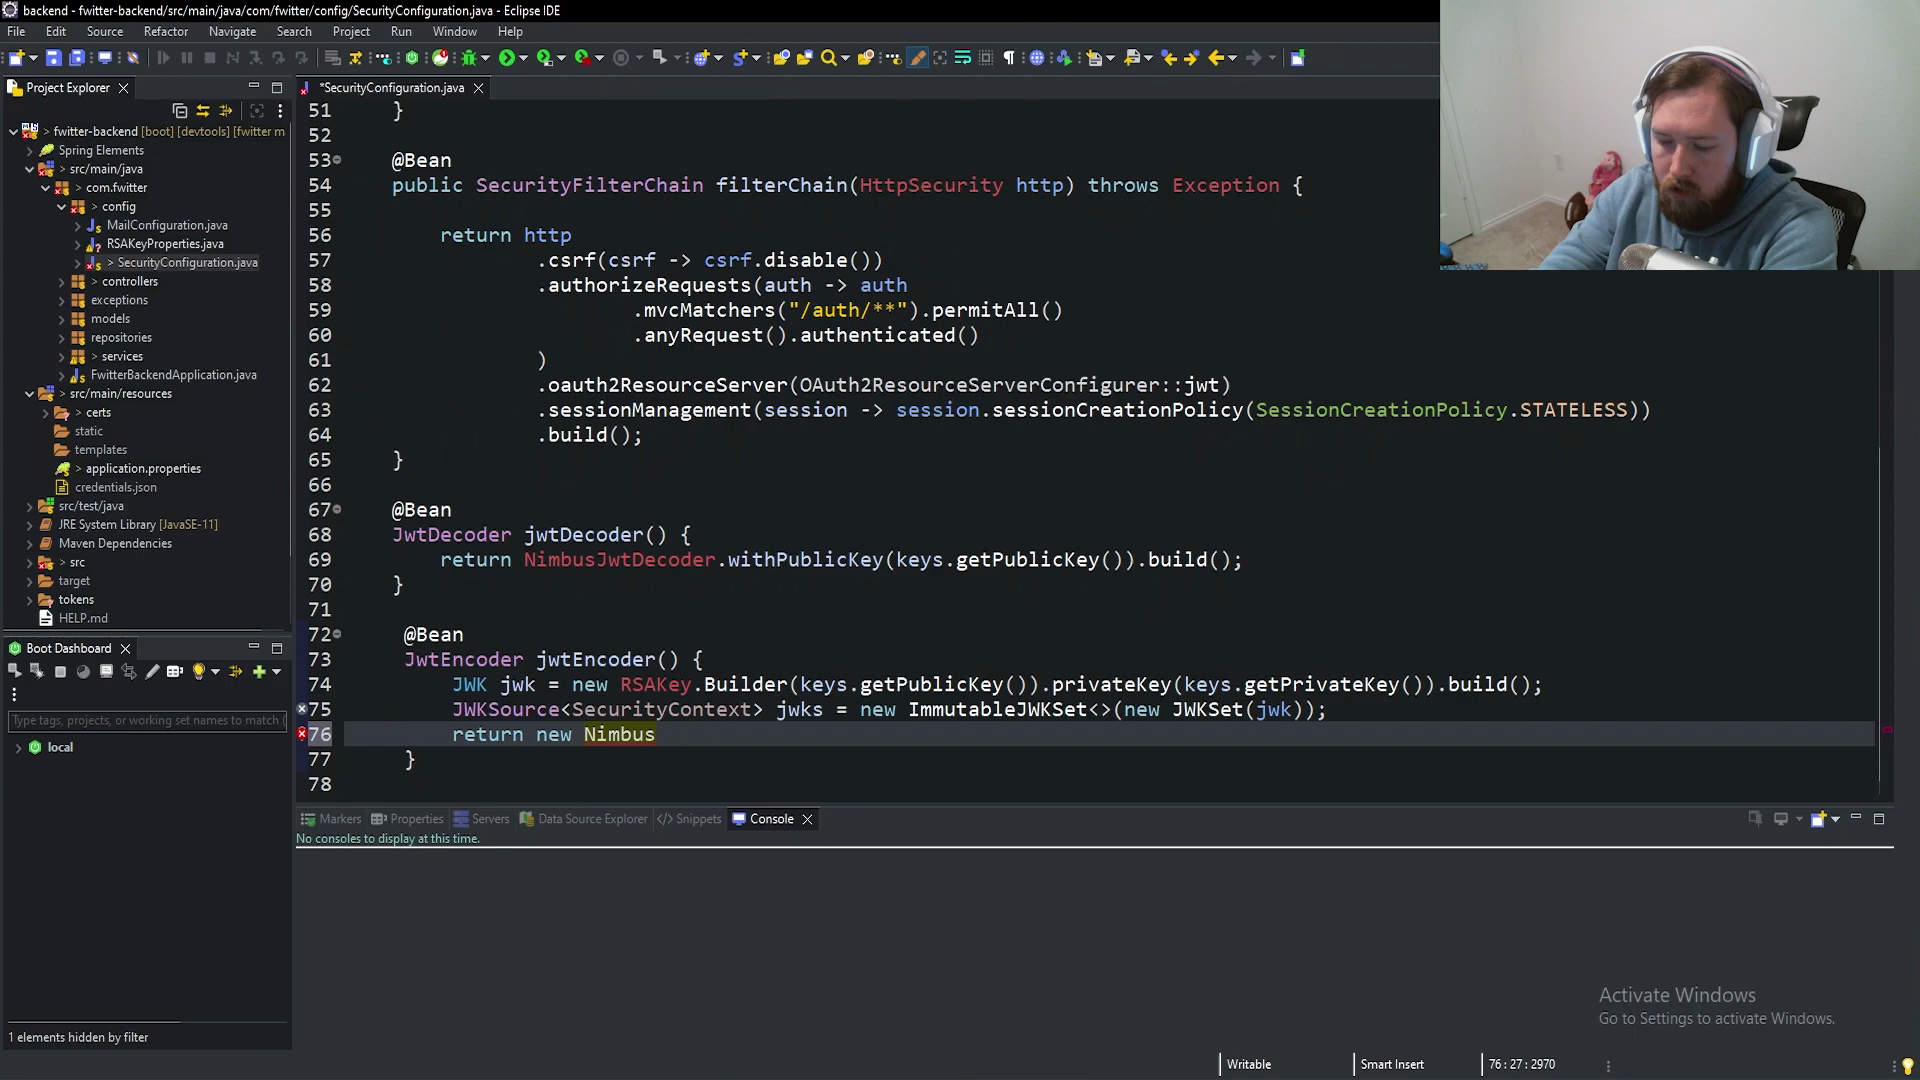 backend - fwitter-backend/src/main/java/com/fwitter/config/SecurityConfiguration.java - Eclipse IDE
File Edit Source Refactor Navigate Search Project Run Window Help
Project Explorer
*SecurityConfiguration.java
> fwitter-backend [boot] [devtools] [fwitter m
Spring Elements
> src/main/java
> com.fwitter
> config
MailConfiguration.java
RSAKeyProperties.java
> SecurityConfiguration.java
> controllers
exceptions
models
repositories
> services
FwitterBackendApplication.java
> src/main/resources
> certs
static
templates
> application.properties
credentials.json
src/test/java
JRE System Library [JavaSE-11]
Maven Dependencies
> src
target
tokens
HELP.md
51 }
52
53 @Bean
54 public SecurityFilterChain filterChain(HttpSecurity http) throws Exception {
55
56 return http
57 .csrf(csrf -> csrf.disable())
58 .authorizeRequests(auth -> auth
59 .mvcMatchers("/auth/**").permitAll()
60 .anyRequest().authenticated()
61 )
62 .oauth2ResourceServer(OAuth2ResourceServerConfigurer::jwt)
63 .sessionManagement(session -> session.sessionCreationPolicy(SessionCreationPolicy.STATELESS))
64 .build();
65 }
66
67 @Bean
68 JwtDecoder jwtDecoder() {
69 return NimbusJwtDecoder.withPublicKey(keys.getPublicKey()).build();
70 }
71
72 @Bean
73 JwtEncoder jwtEncoder() {
74 JWK jwk = new RSAKey.Builder(keys.getPublicKey()).privateKey(keys.getPrivateKey()).build();
75 JWKSource<SecurityContext> jwks = new ImmutableJWKSet<>(new JWKSet(jwk));
76 return new Nimbus
77 }
78
Boot Dashboard
Type tags, projects, or working set names to match (
local
1 elements hidden by filter
Markers Properties Servers Data Source Explorer Snippets Console
No consoles to display at this time.
Activate Windows
Go to Settings to activate Windows.
Writable Smart Insert 76 : 27 : 2970